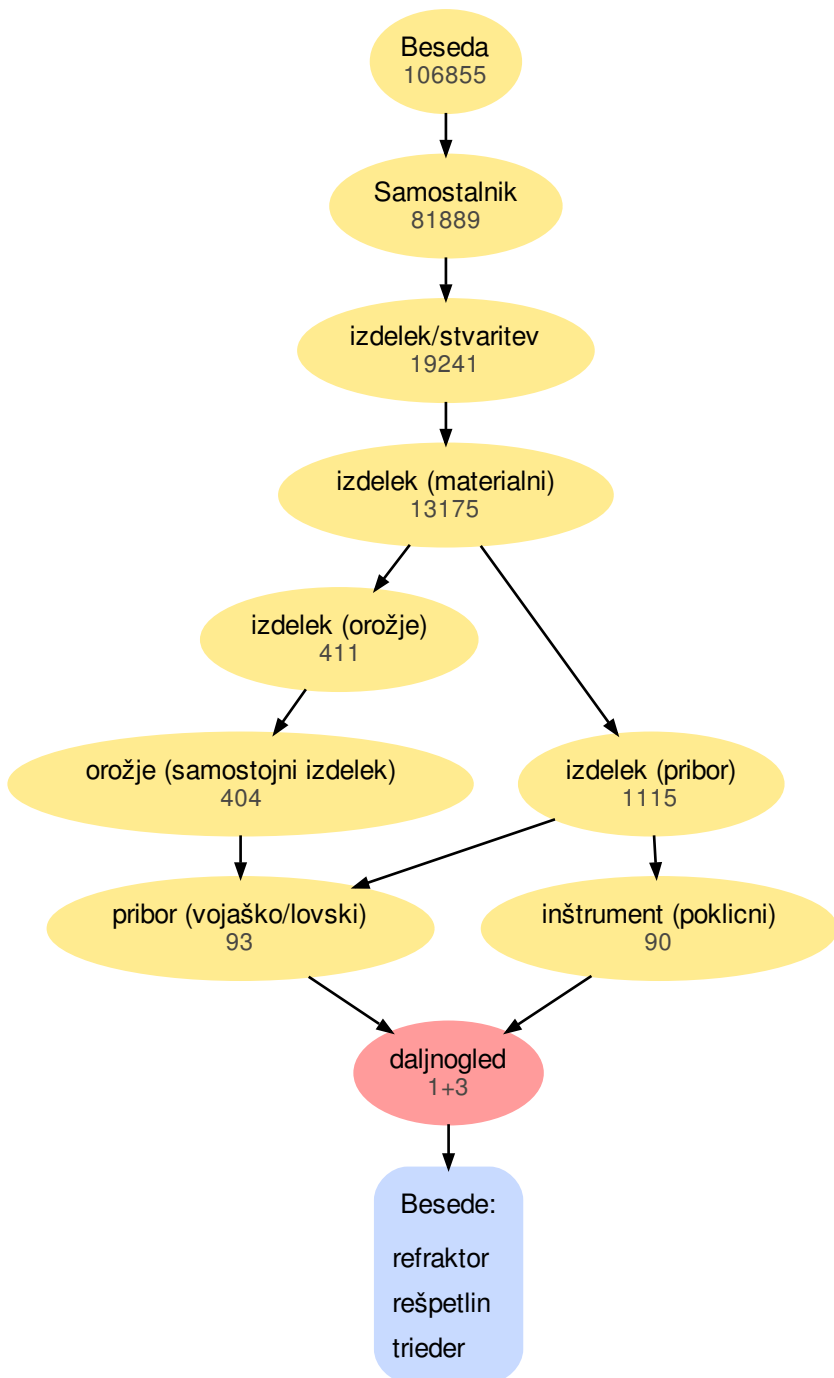 Beseda
106855
Samostalnik
81889
izdelek/stvaritev
19241
izdelek (materialni)
13175
izdelek (orožje)
411
orožje (samostojni izdelek)
404
izdelek (pribor)
1115
pribor (vojaško/lovski)
93
inštrument (poklicni)
90
daljnogled
1+3
Besede:
refraktor
rešpetlin
trieder